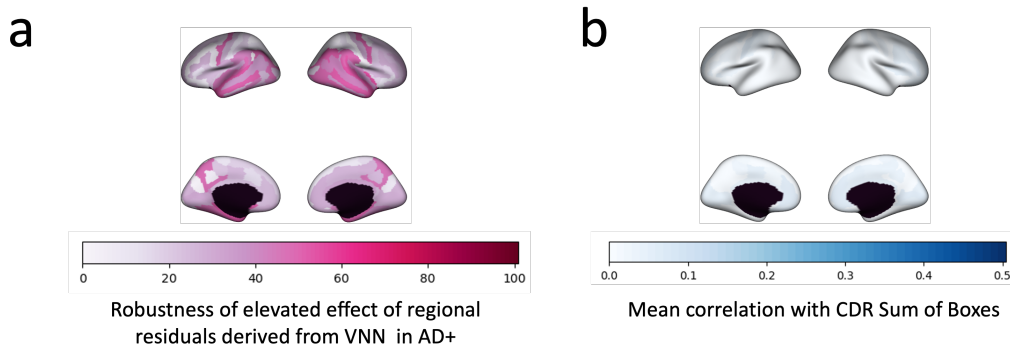 a
b
0 20 40 60 80 100
0.0 0.1 0.2 0.3 0.4 0.5
Robustness of elevated effect of regional
residuals derived from VNN in AD+
Mean correlation with CDR Sum of Boxes